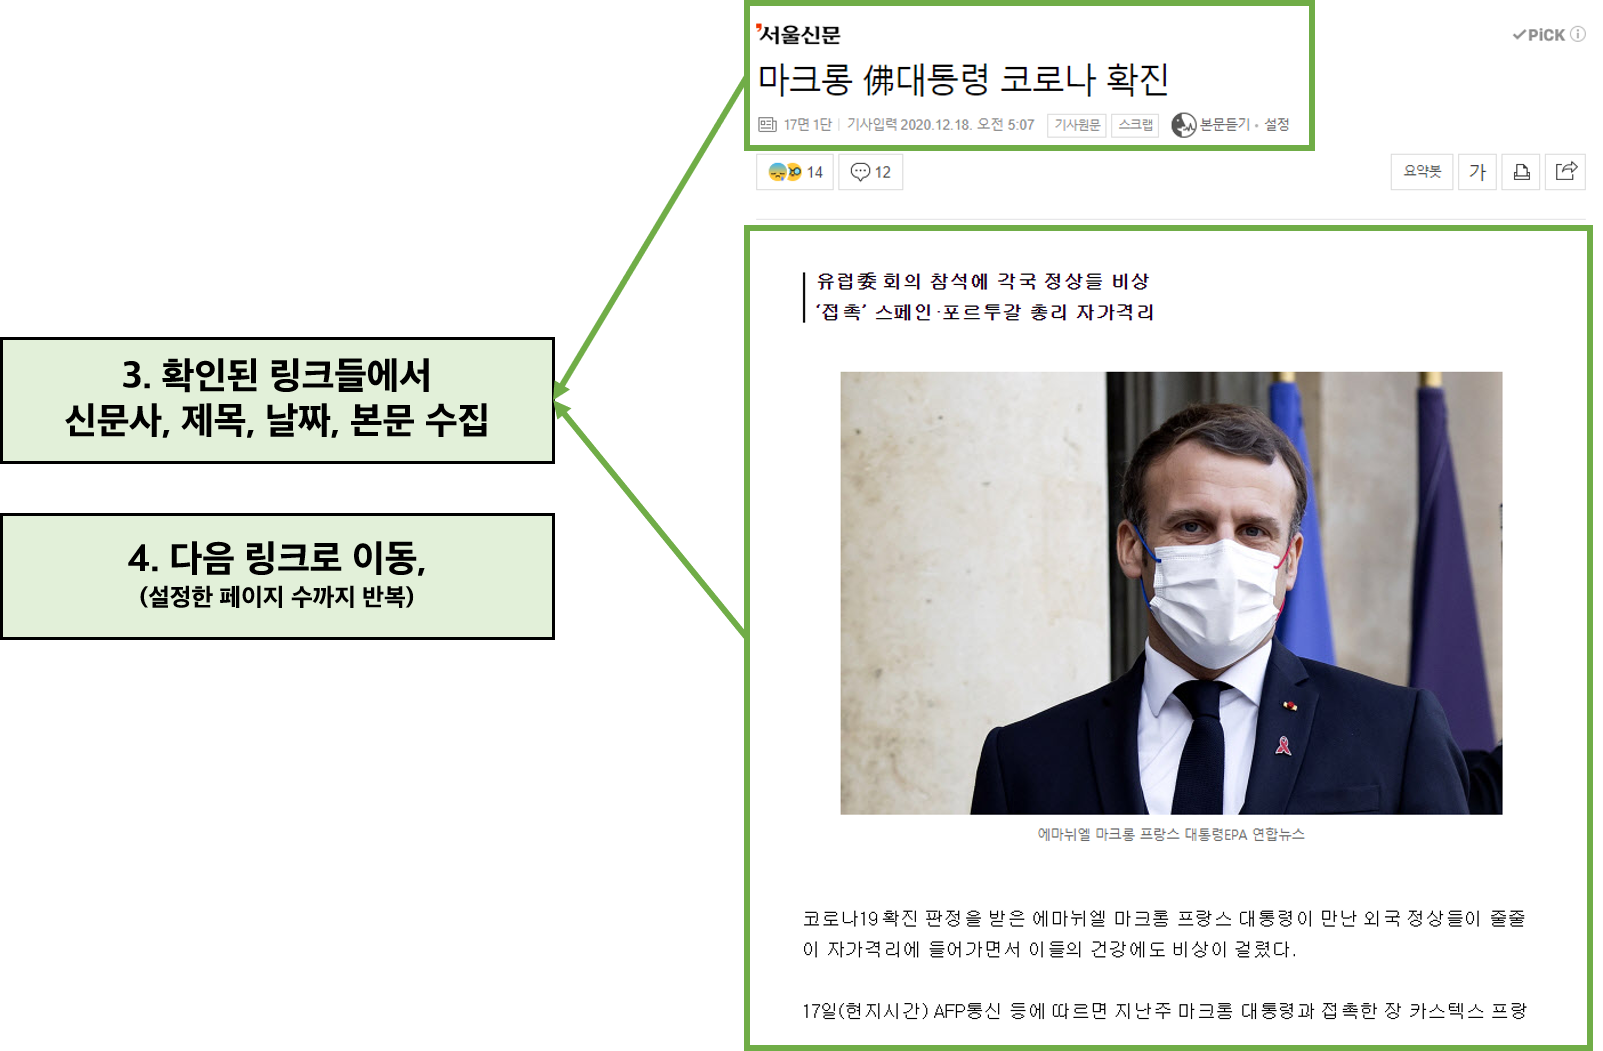 서울신문
✓PiCK
마크롱 佛대통령 코로나 확진
17면 1단 기사입력 2020.12.18. 오전 5:07 기사원문 스크랩 본문듣기 · 설정
14 12 요약봇 가
유럽委 회의 참석에 각국 정상들 비상
‘접촉’ 스페인·포르투갈 총리 자가격리
3. 확인된 링크들에서
신문사, 제목, 날짜, 본문 수집
4. 다음 링크로 이동,
(설정한 페이지 수까지 반복)
에마뉘엘 마크롱 프랑스 대통령EPA 연합뉴스
코로나19 확진 판정을 받은 에마뉘엘 마크롱 프랑스 대통령이 만난 외국 정상들이 줄줄
이 자가격리에 들어가면서 이들의 건강에도 비상이 걸렸다.
17일(현지시간) AFP통신 등에 따르면 지난주 마크롱 대통령과 접촉한 장 카스텍스 프랑